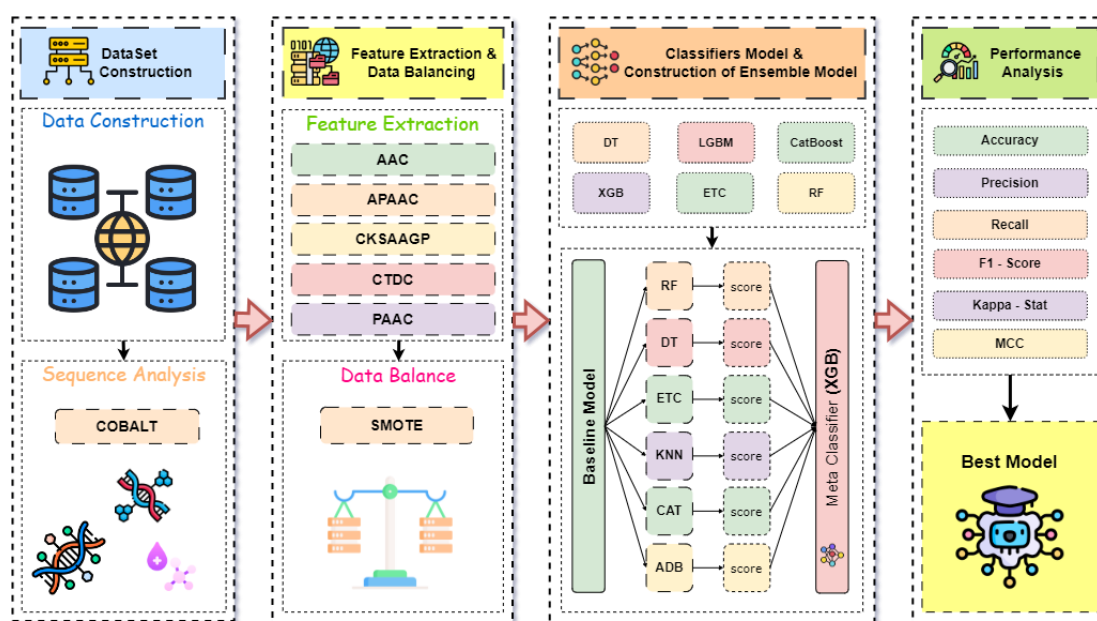 DataSet
Construction
Data Construction
Sequence Analysis
COBALT
0101
Feature Extraction &
Data Balancing
Feature Extraction
AAC
APAAC
CKSAAGP
CTDC
PAAC
Data Balance
SMOTE
Classifiers Model &
Construction of Ensemble Model
DT LGBM CatBoost
XGB ETC RF
Baseline Model
RF score
DT score
ETC score
KNN score
CAT score
ADB score
Meta Classifier (XGB)
Performance
Analysis
Accuracy
Precision
Recall
F1 - Score
Kappa - Stat
MCC
Best Model